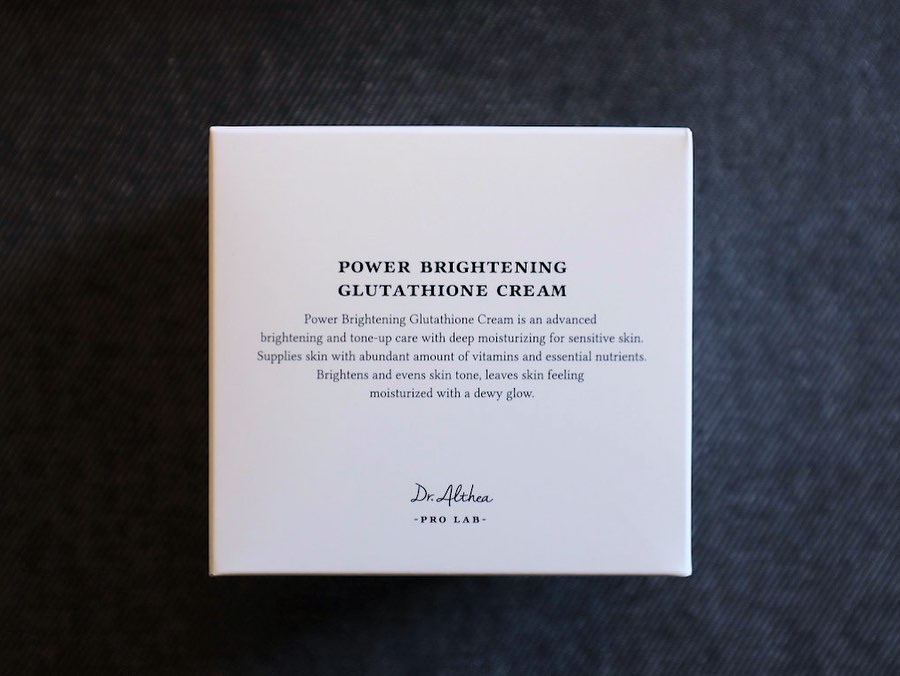 POWER BRIGHTENING
GLUTATHIONE CREAM
Power Brightening Glutathione Cream is an advanced
brightening and tone-up care with deep moisturizing for sensitive skin.
Supplies skin with abundant amount of vitamins and essential nutrients.
Brightens and evens skin tone, leaves skin feeling
moisturized with a dewy glow.
Dr. Althea
-PRO LAB-